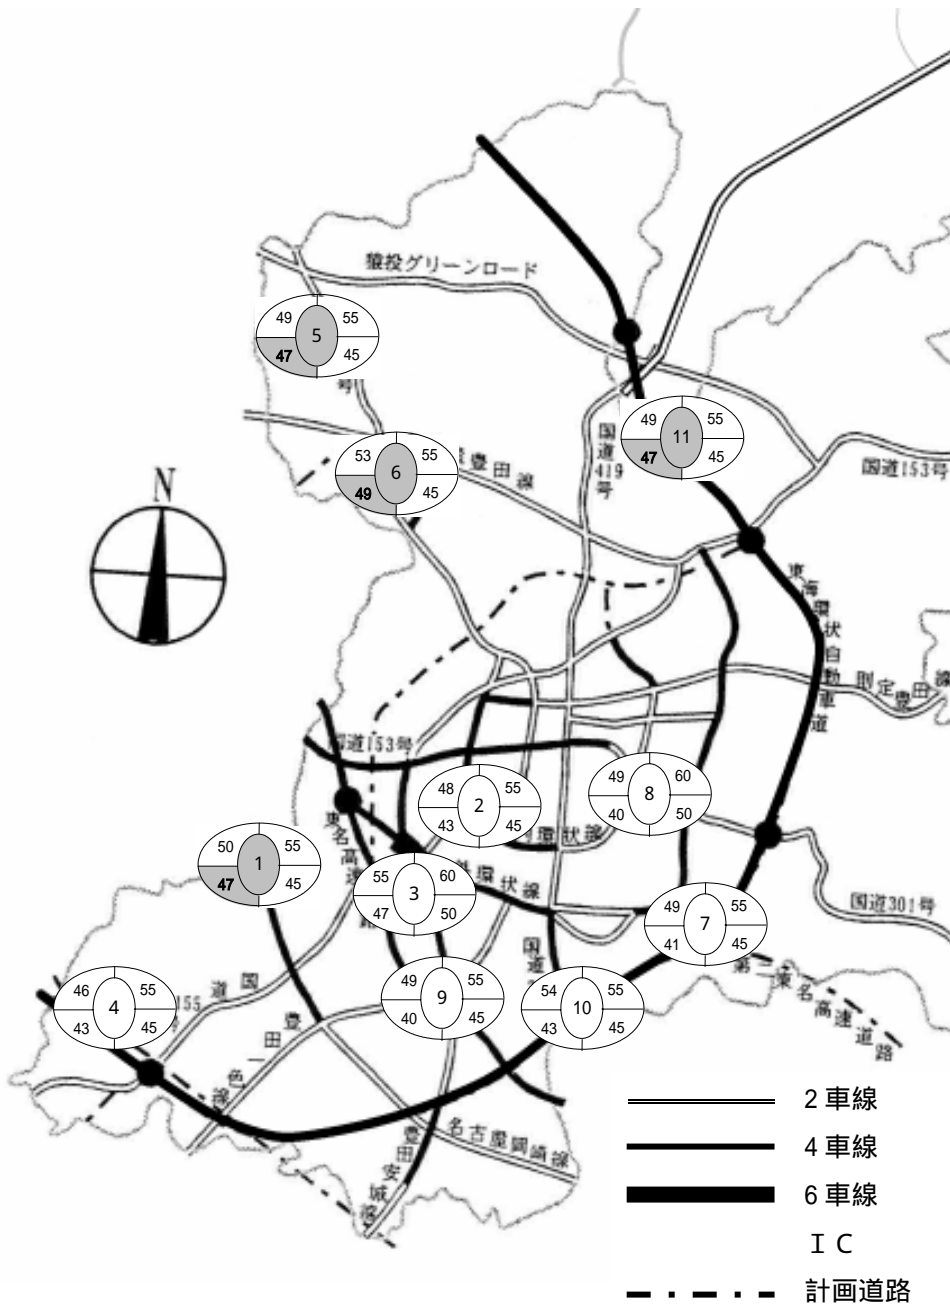 猿投グリーンロード
49 55
5
47 45
号
49 55
11
47 45
国道419号
国道153号
53 55
6
49 45
豊田線
N
東海環状自動車道
則定豊田線
国道153号
48 55
2
43 45
49 60
8
40 50
環状線
東名高速
路
50 55
1
47 45
55 60
3
47 50
外環状線
国道301号
49 55
7
41 45
国道
第二東名高速道路
46 55
4
43 45
155
国道
49 55
9
40 45
54 55
10
43 45
豊田一色線
名古屋岡崎線
豊田安城線
2車線
4車線
6車線
IC
計画道路